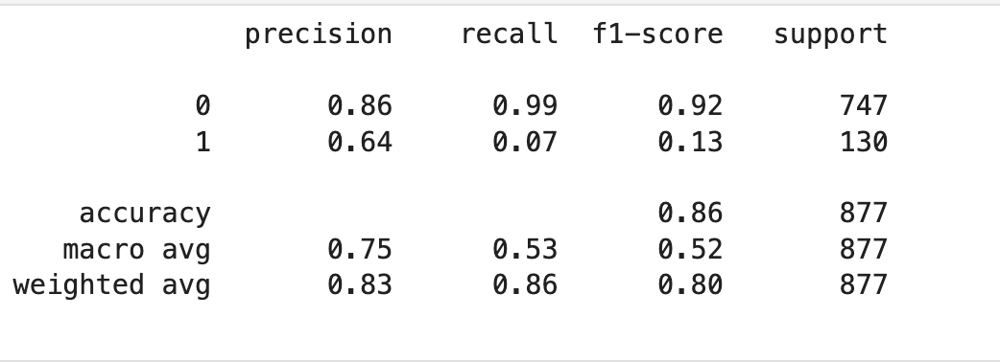 precision recall f1-score support
0 0.86 0.99 0.92 747
1 0.64 0.07 0.13 130
accuracy 0.86 877
macro avg 0.75 0.53 0.52 877
weighted avg 0.83 0.86 0.80 877